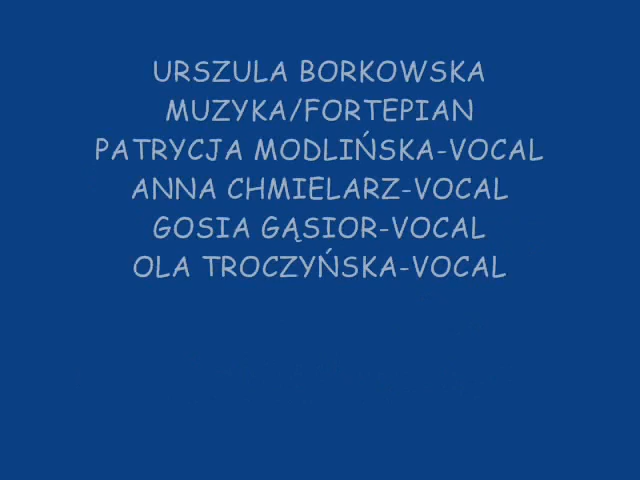 URSZULA BORKOWSKA
MUZYKA/FORTEPIAN
PATRYCJA MODLIŃSKA-VOCAL
ANNA CHMIELARZ-VOCAL
GOSIA GĄSIOR-VOCAL
OLA TROCZYŃSKA-VOCAL